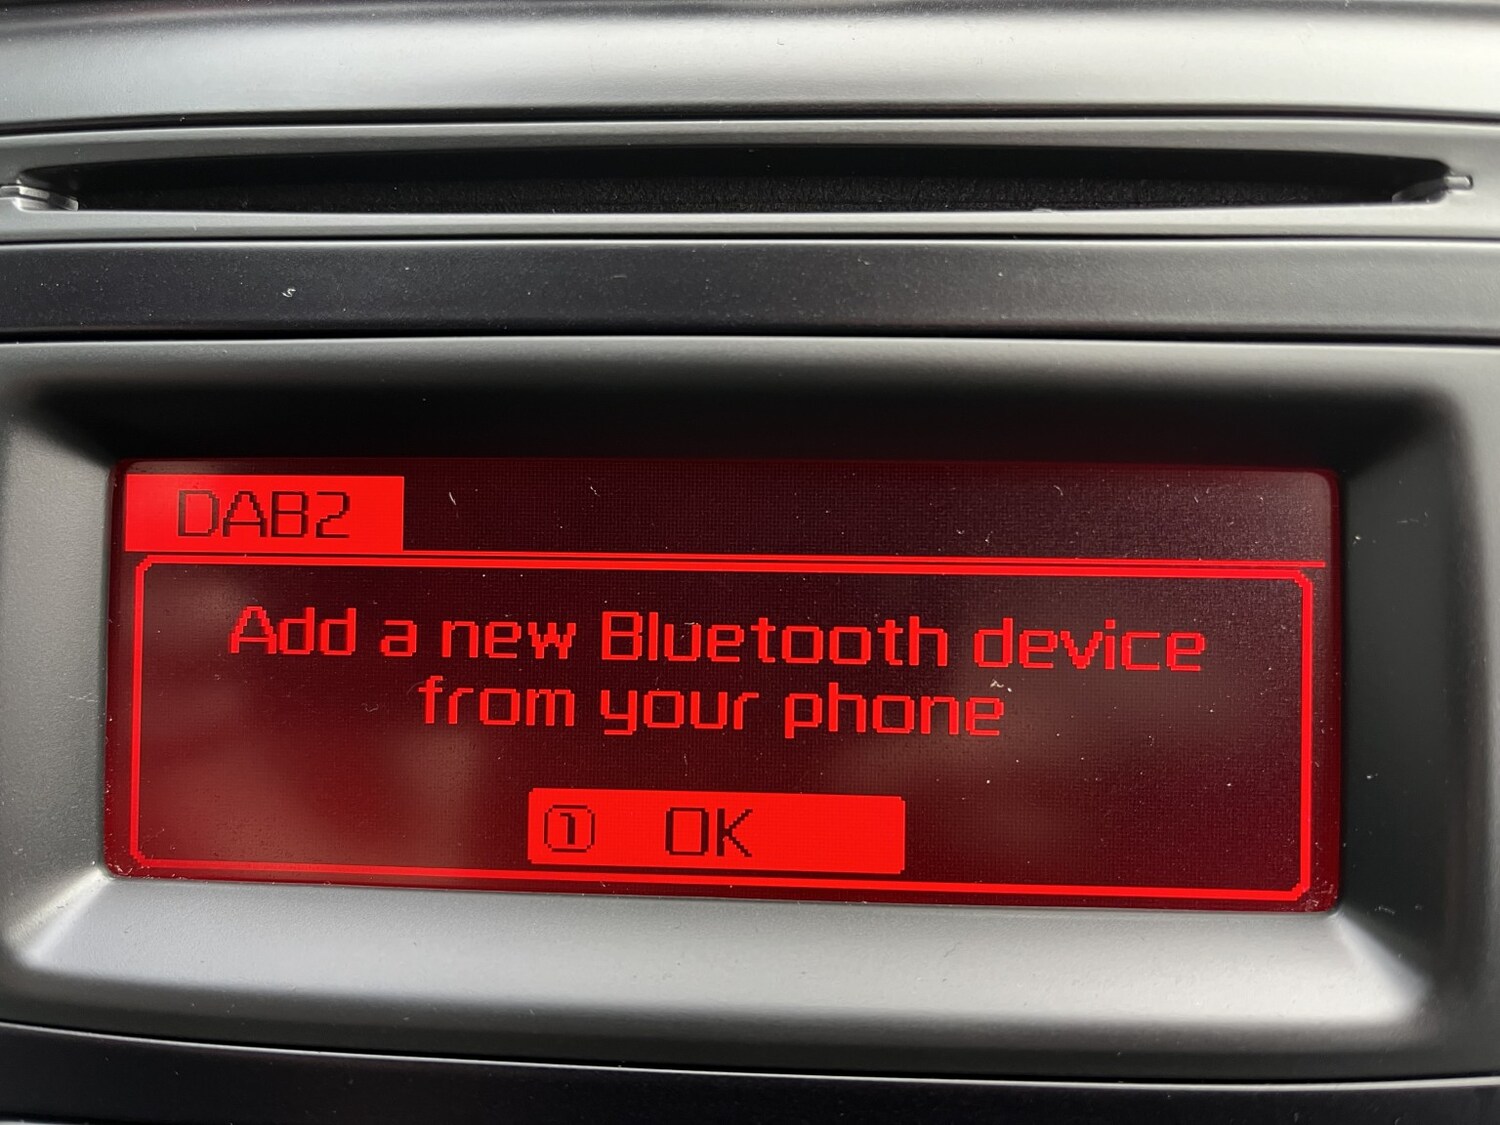 DAB2
Add a new Bluetooth device
from your phone
① OK